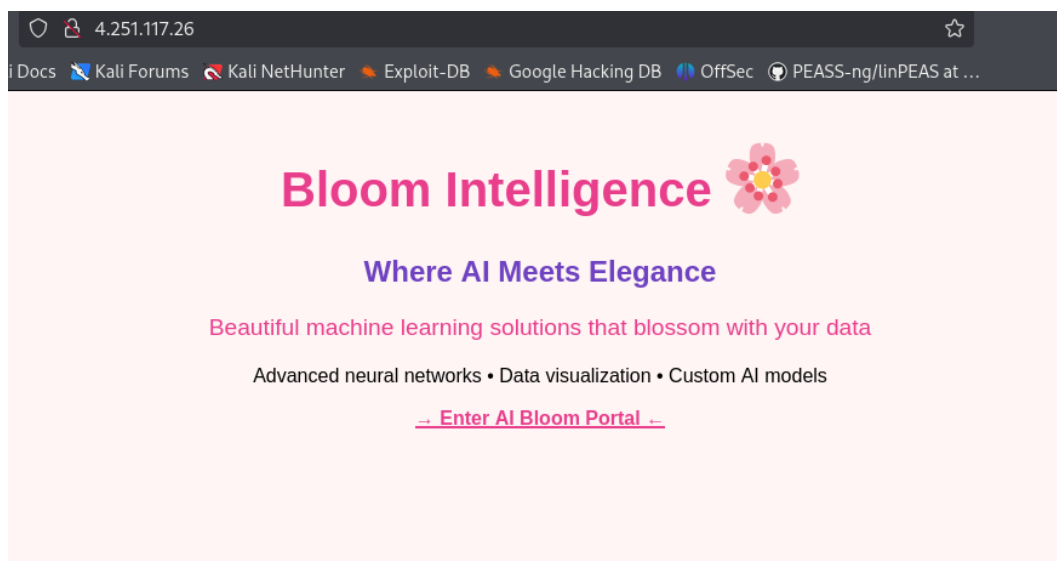 4.251.117.26
i Docs Kali Forums Kali NetHunter Exploit-DB Google Hacking DB OffSec PEASS-ng/linPEAS at …
Bloom Intelligence
Where AI Meets Elegance
Beautiful machine learning solutions that blossom with your data
Advanced neural networks • Data visualization • Custom AI models
→ Enter AI Bloom Portal ←